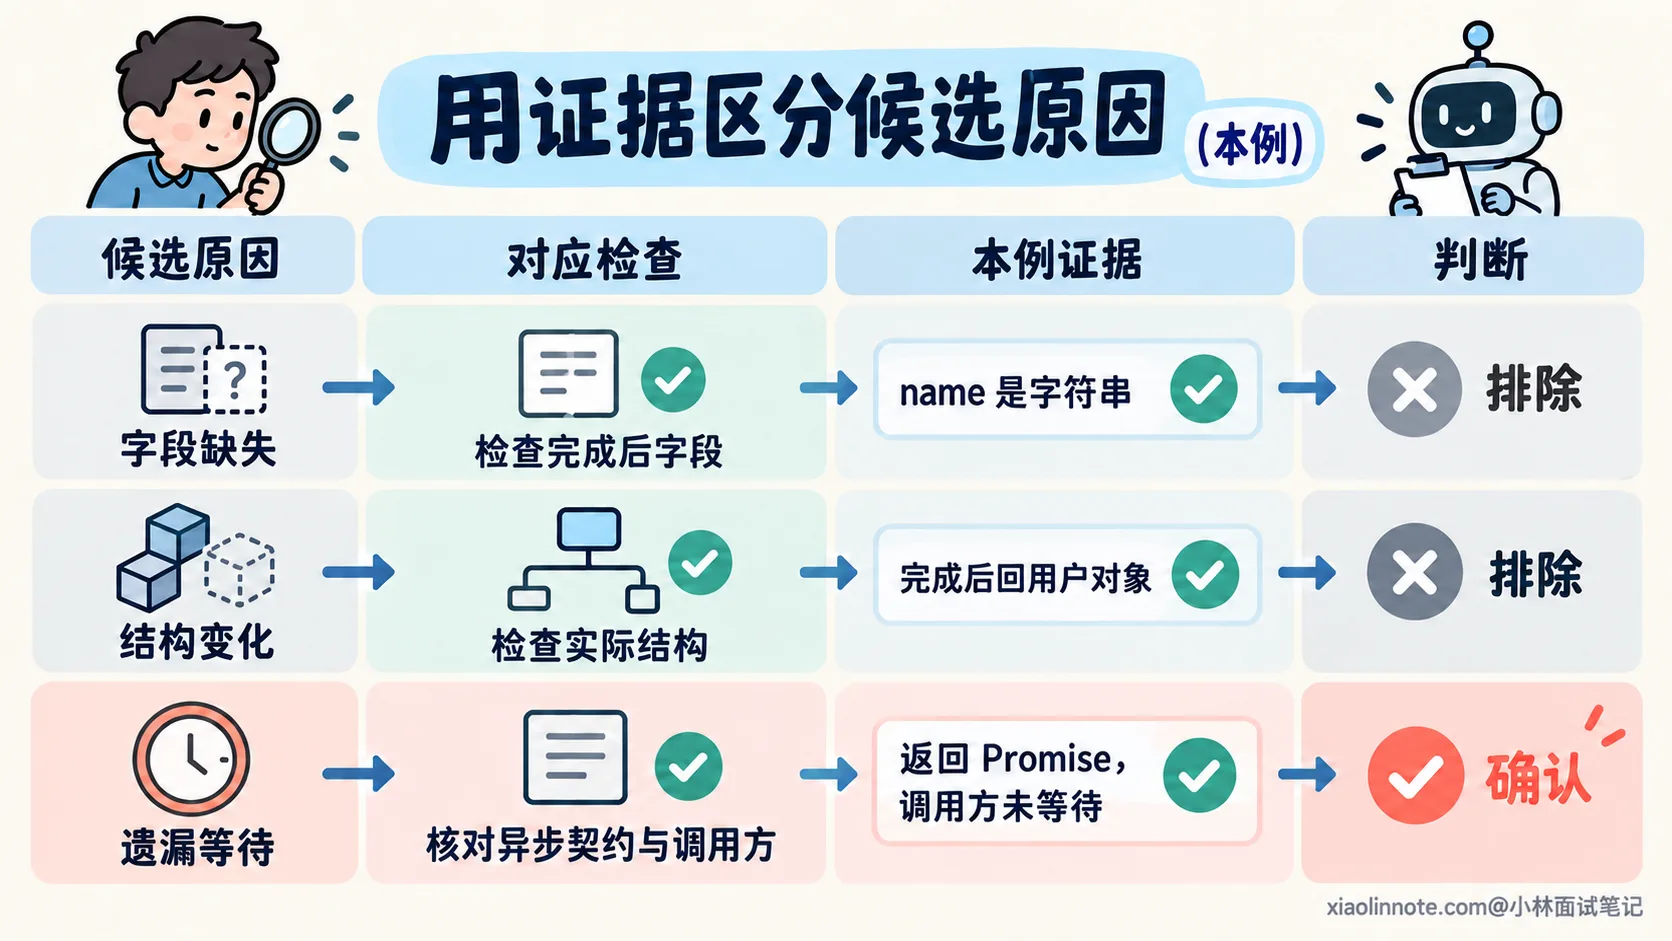 用证据区分候选原因
(本例)
候选原因
对应检查
本例证据
判断
?
字段缺失
检查完成后字段
name 是字符串
排除
结构变化
检查实际结构
完成后回用户对象
排除
遗漏等待
核对异步契约与调用方
返回 Promise，
调用方未等待
确认
xiaolinnote.com@小林面试笔记